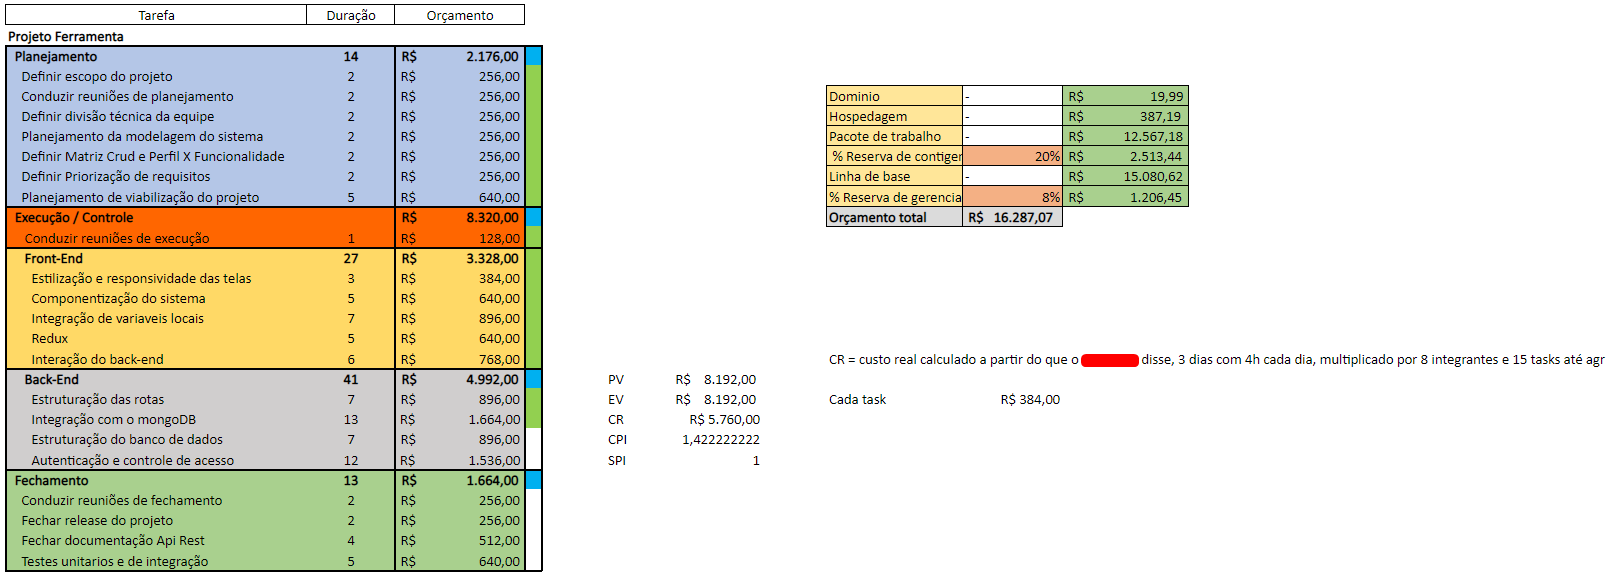 Tarefa Duração Orçamento
Projeto Ferramenta
Planejamento 14 R$ 2.176,00
Definir escopo do projeto 2 R$ 256,00
Conduzir reuniões de planejamento 2 R$ 256,00
Definir divisão técnica da equipe 2 R$ 256,00
Planejamento da modelagem do sistema 2 R$ 256,00
Definir Matriz Crud e Perfil X Funcionalidade 2 R$ 256,00
Definir Priorização de requisitos 2 R$ 256,00
Planejamento de viabilização do projeto 5 R$ 640,00
Execução / Controle R$ 8.320,00
Conduzir reuniões de execução 1 R$ 128,00
Front-End 27 R$ 3.328,00
Estilização e responsividade das telas 3 R$ 384,00
Componentização do sistema 5 R$ 640,00
Integração de variaveis locais 7 R$ 896,00
Redux 5 R$ 640,00
Interação do back-end 6 R$ 768,00
Back-End 41 R$ 4.992,00
Estruturação das rotas 7 R$ 896,00
Integração com o mongoDB 13 R$ 1.664,00
Estruturação do banco de dados 7 R$ 896,00
Autenticação e controle de acesso 12 R$ 1.536,00
Fechamento 13 R$ 1.664,00
Conduzir reuniões de fechamento 2 R$ 256,00
Fechar release do projeto 2 R$ 256,00
Fechar documentação Api Rest 4 R$ 512,00
Testes unitarios e de integração 5 R$ 640,00
PV R$ 8.192,00
EV R$ 8.192,00
CR R$ 5.760,00
CPI 1,422222222
SPI 1
Dominio - R$ 19,99
Hospedagem - R$ 387,19
Pacote de trabalho - R$ 12.567,18
% Reserva de contiger 20% R$ 2.513,44
Linha de base - R$ 15.080,62
% Reserva de gerencia 8% R$ 1.206,45
Orçamento total R$ 16.287,07
CR = custo real calculado a partir do que o disse, 3 dias com 4h cada dia, multiplicado por 8 integrantes e 15 tasks até agr
Cada task R$ 384,00